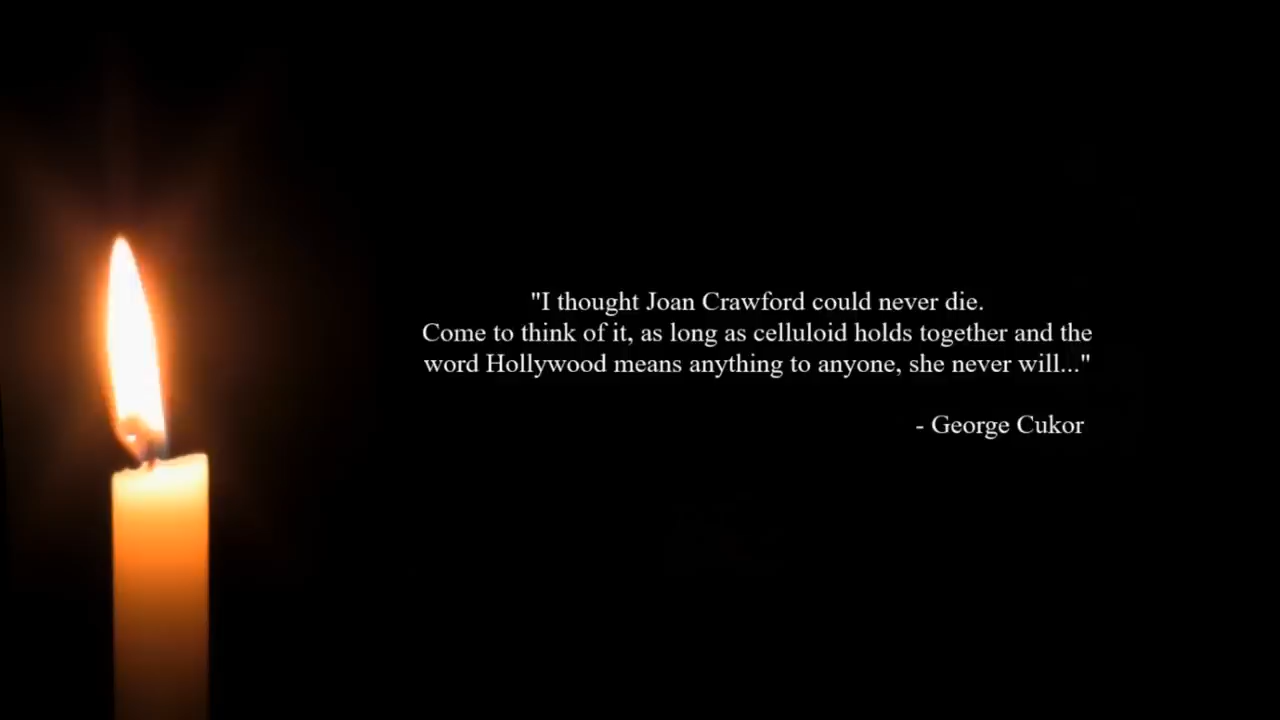 "I thought Joan Crawford could never die.
Come to think of it, as long as celluloid holds together and the
word Hollywood means anything to anyone, she never will..."
- George Cukor